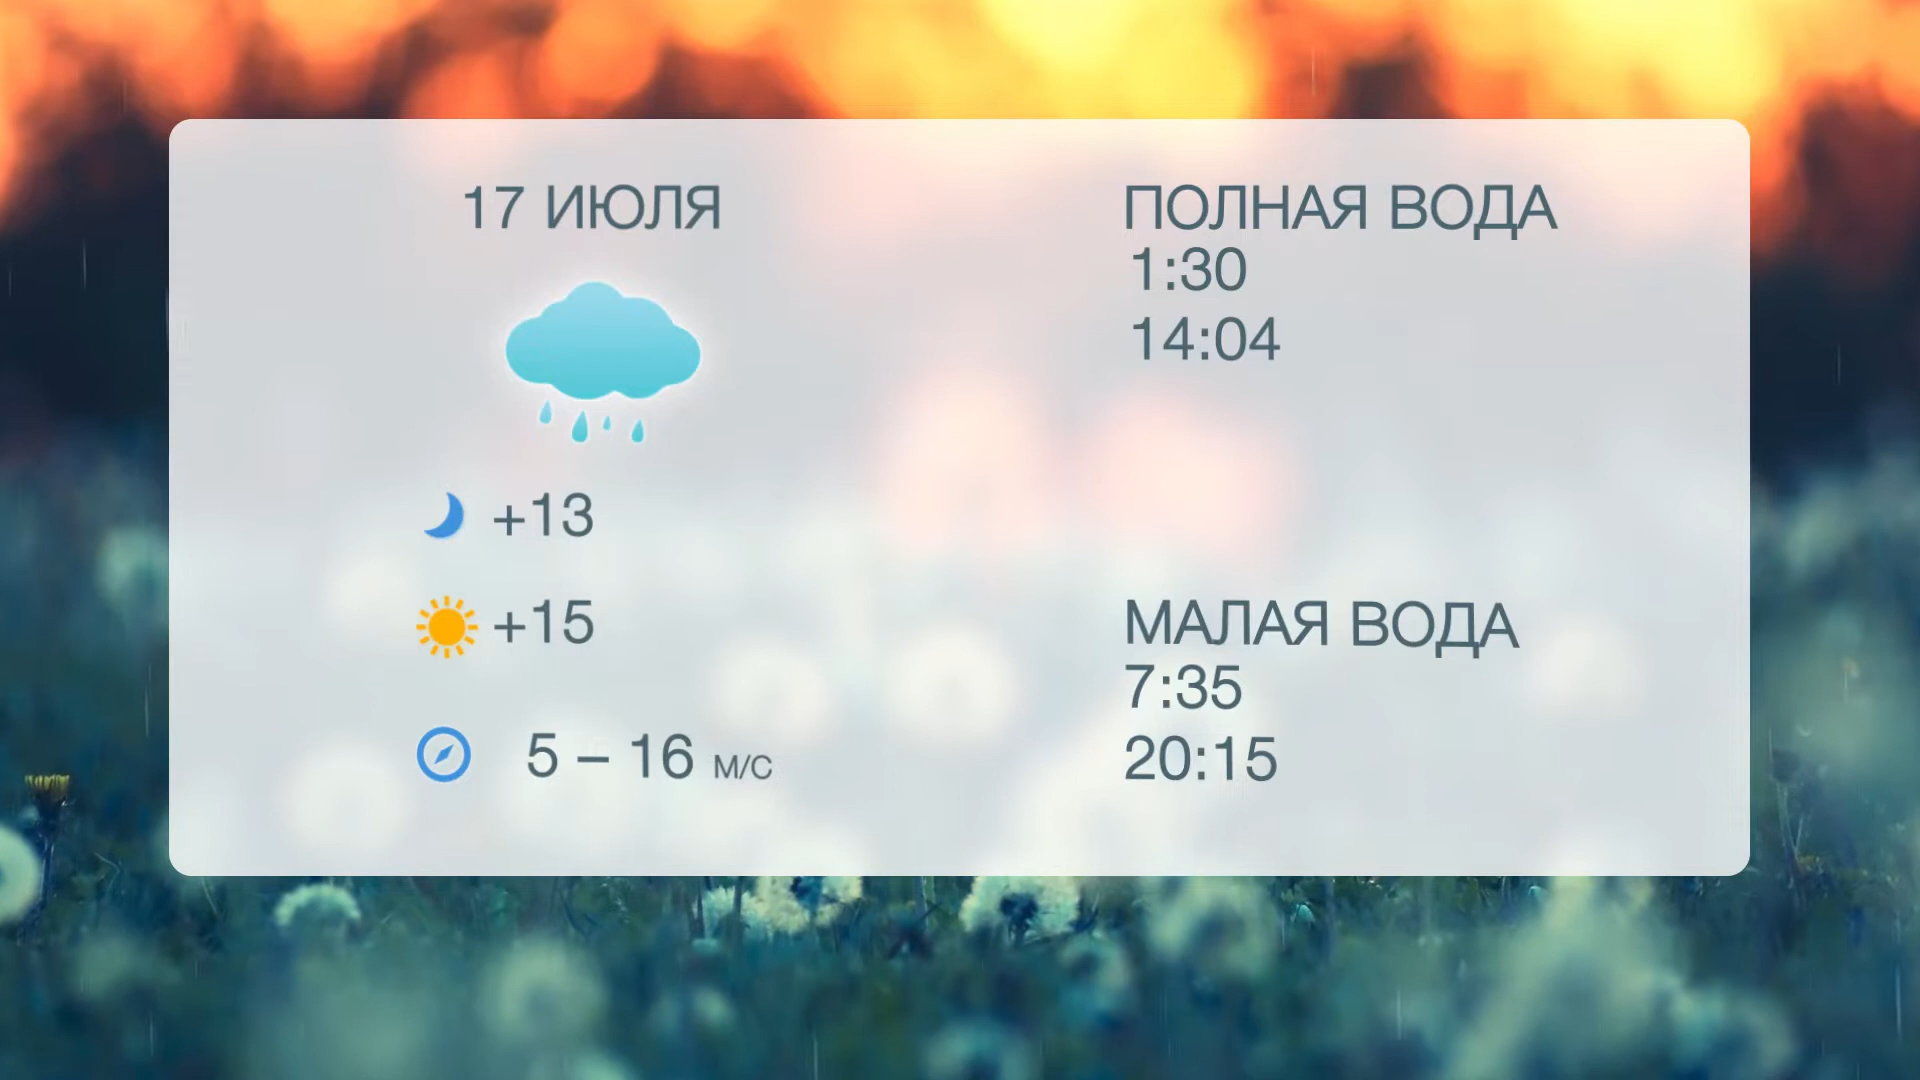 17 ИЮЛЯ
+13
+15
5 – 16 М/С
ПОЛНАЯ ВОДА
1:30
14:04
МАЛАЯ ВОДА
7:35
20:15